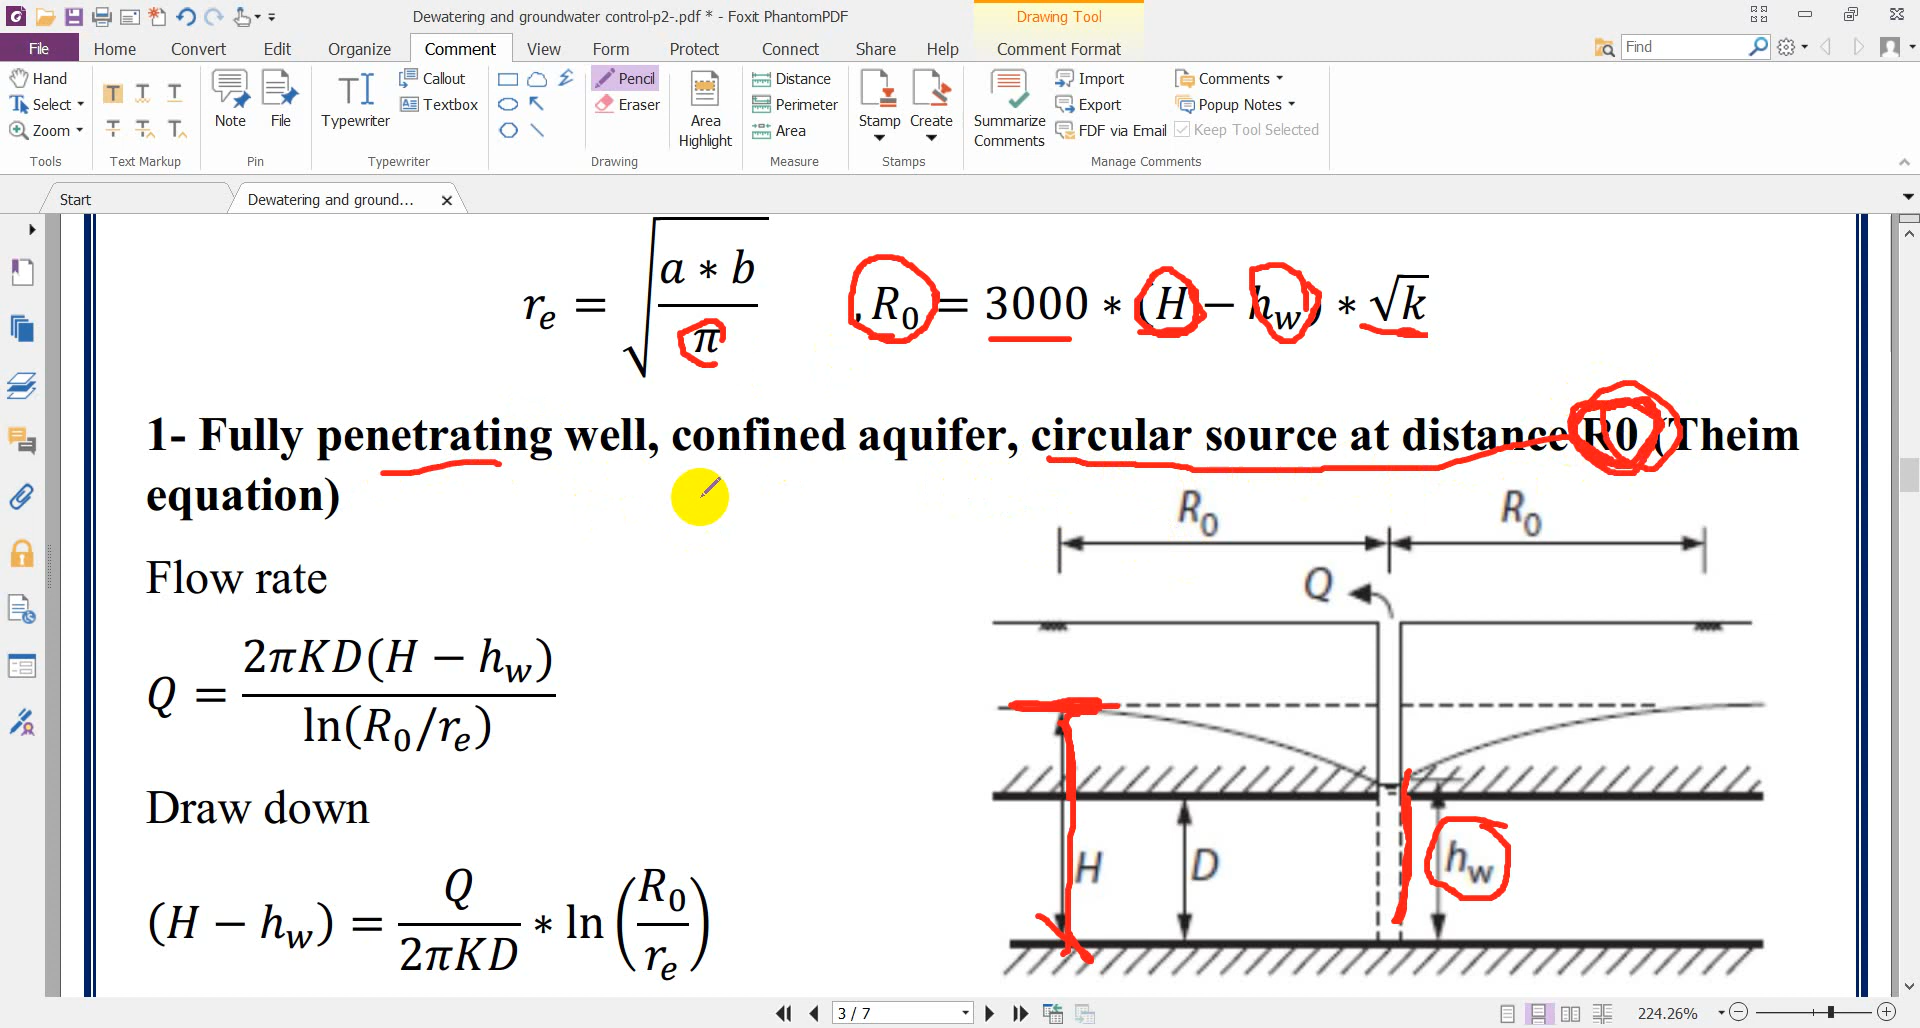 Dewatering and groundwater control-p2-.pdf * - Foxit PhantomPDF
Drawing Tool
File Home Convert Edit Organize Comment View Form Protect Connect Share Help Comment Format
Find
Hand
Select
Zoom
Tools
Text Markup
Note
File
Pin
Typewriter
Callout
Textbox
Typewriter
Pencil
Eraser
Drawing
Area Highlight
Distance
Perimeter
Area
Measure
Stamp
Create
Stamps
Summarize Comments
Import
Export
FDF via Email
Comments
Popup Notes
Keep Tool Selected
Manage Comments
Start
Dewatering and ground...
r_e = √(a * b / π) , R_0 = 3000 * (H − h_w) * √k
1- Fully penetrating well, confined aquifer, circular source at distance R0 (Theim
equation)
Flow rate
Q = 2πKD(H − h_w) / ln(R_0/r_e)
Draw down
(H − h_w) = Q / 2πKD * ln(R_0 / r_e)
R_0 R_0
Q
H D h_w
3 / 7
224.26%